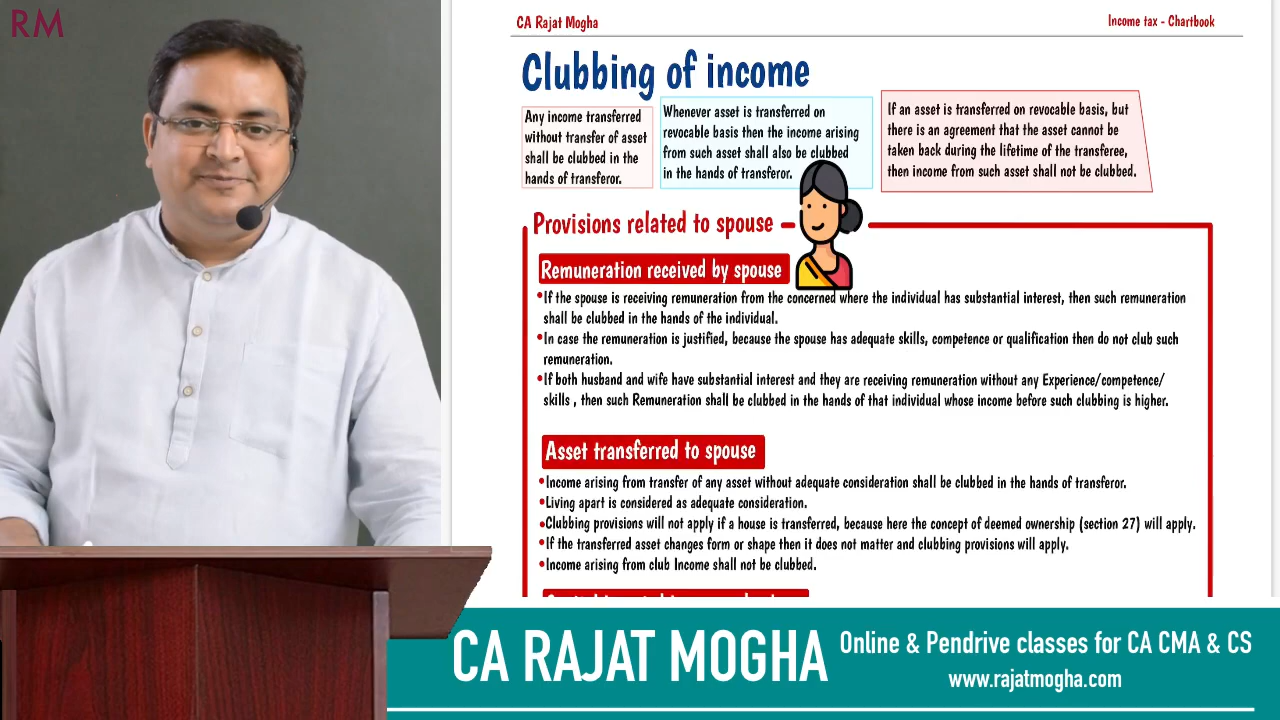 RM
CA Rajat Mogha
Income tax - Chartbook
Clubbing of income
Any income transferred
without transfer of asset
shall be clubbed in the
hands of transferor.
Whenever asset is transferred on
revocable basis then the income arising
from such asset shall also be clubbed
in the hands of transferor.
If an asset is transferred on revocable basis, but
there is an agreement that the asset cannot be
taken back during the lifetime of the transferee,
then income from such asset shall not be clubbed.
Provisions related to spouse
Remuneration received by spouse
•If the spouse is receiving remuneration from the concerned where the individual has substantial interest, then such remuneration
shall be clubbed in the hands of the individual.
•In case the remuneration is justified, because the spouse has adequate skills, competence or qualification then do not club such
remuneration.
•If both husband and wife have substantial interest and they are receiving remuneration without any Experience/competence/
skills , then such Remuneration shall be clubbed in the hands of that individual whose income before such clubbing is higher.
Asset transferred to spouse
•Income arising from transfer of any asset without adequate consideration shall be clubbed in the hands of transferor.
•Living apart is considered as adequate consideration.
•Clubbing provisions will not apply if a house is transferred, because here the concept of deemed ownership (section 27) will apply.
•If the transferred asset changes form or shape then it does not matter and clubbing provisions will apply.
•Income arising from club Income shall not be clubbed.
CA RAJAT MOGHA
Online & Pendrive classes for CA CMA & CS
www.rajatmogha.com